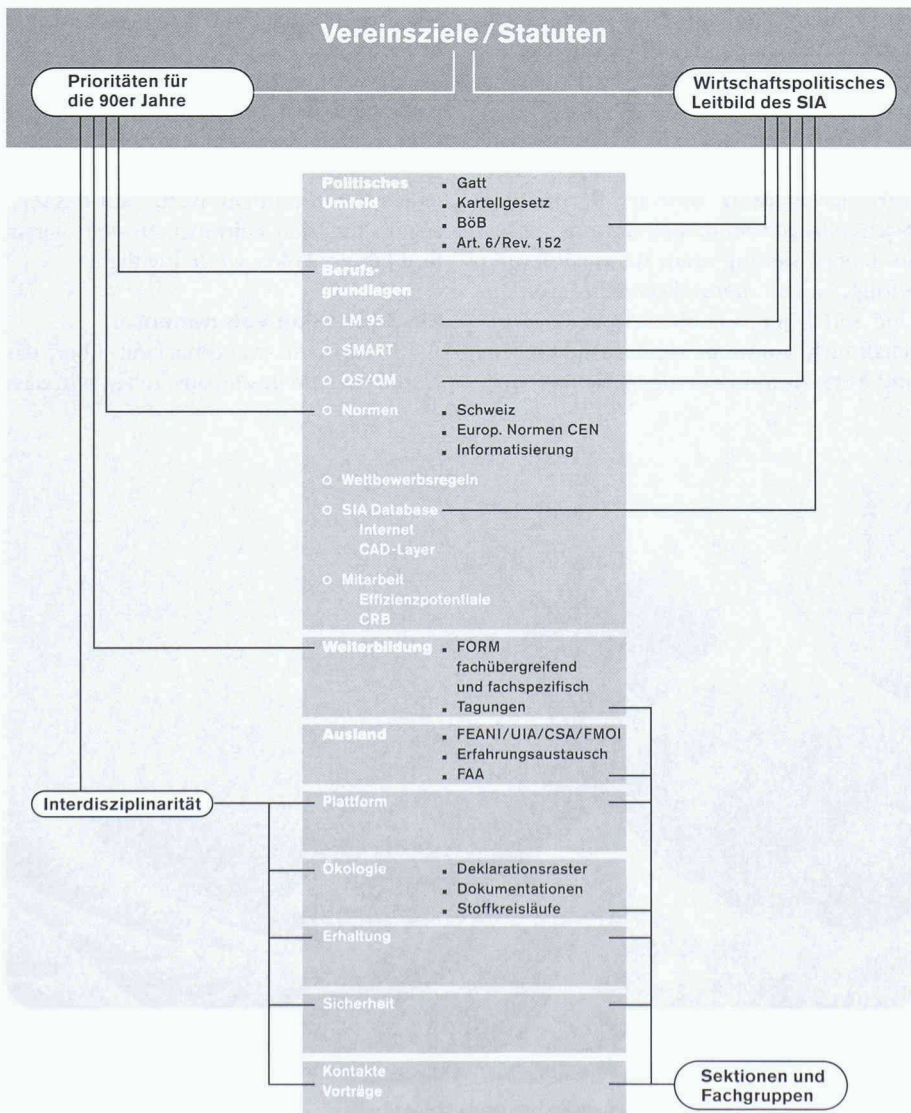 Vereinsziele / Statuten
Prioritäten für
die 90er Jahre
Wirtschaftspolitisches
Leitbild des SIA
Politisches
Umfeld
▪ Gatt
▪ Kartellgesetz
▪ BöB
▪ Art. 6/Rev. 152
Berufs-
grundlagen
○ LM 95
○ SMART
○ QS/QM
○ Normen
▪ Schweiz
▪ Europ. Normen CEN
▪ Informatisierung
○ Wettbewerbsregeln
○ SIA Database
Internet
CAD-Layer
○ Mitarbeit
Effizienzpotentiale
CRB
Weiterbildung
▪ FORM
fachübergreifend
und fachspezifisch
▪ Tagungen
Ausland
▪ FEANI/UIA/CSA/FMOI
▪ Erfahrungsaustausch
▪ FAA
Interdisziplinarität
Plattform
Ökologie
▪ Deklarationsraster
▪ Dokumentationen
▪ Stoffkreisläufe
Erhaltung
Sicherheit
Kontakte
Vorträge
Sektionen und
Fachgruppen